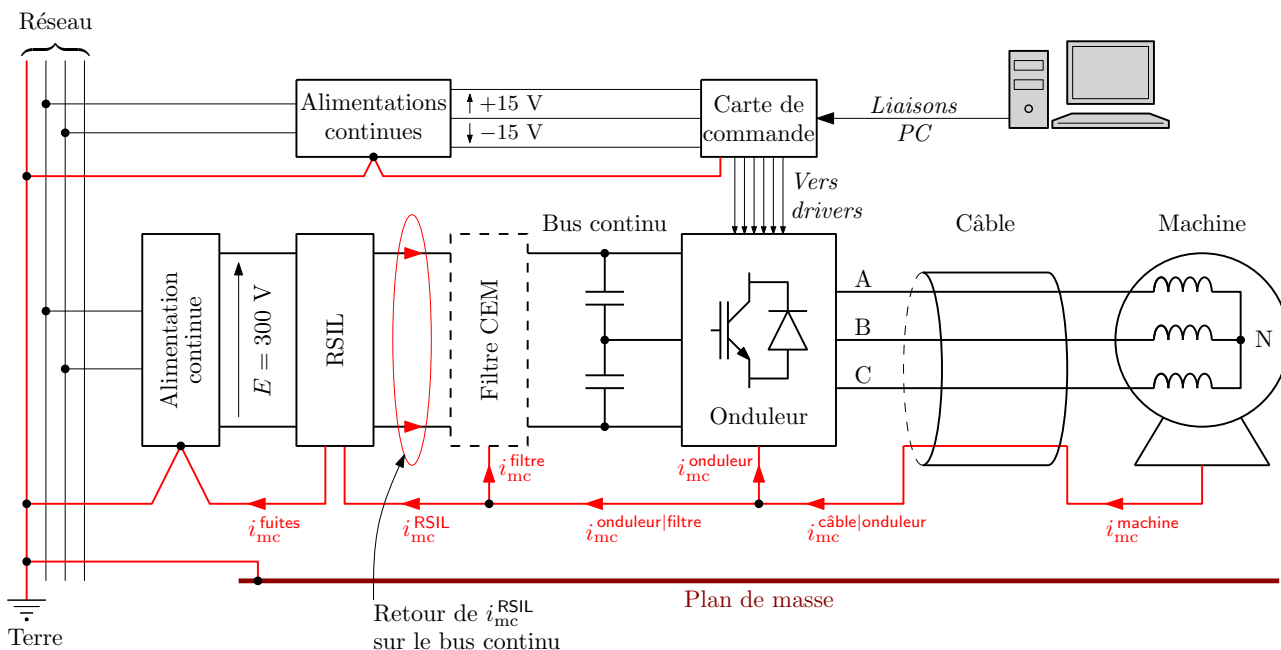 Réseau
Alimentations
continues
+15 V
−15 V
Carte de
commande
Liaisons
PC
Vers
drivers
Bus continu
Câble
Machine
Alimentation
continue
E = 300 V
RSIL
Filtre CEM
Onduleur
A
B
C
N
i_mc^filtre
i_mc^onduleur
i_mc^fuites
i_mc^RSIL
i_mc^onduleur|filtre
i_mc^câble|onduleur
i_mc^machine
Plan de masse
Terre
Retour de i_mc^RSIL
sur le bus continu